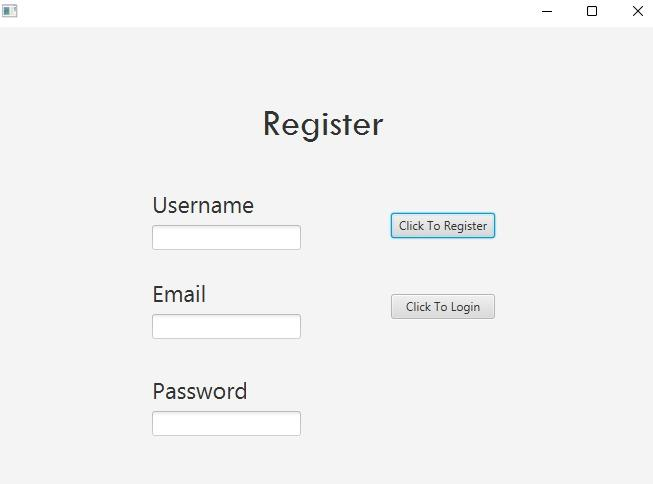 Register
Username
Click To Register
Email
Click To Login
Password